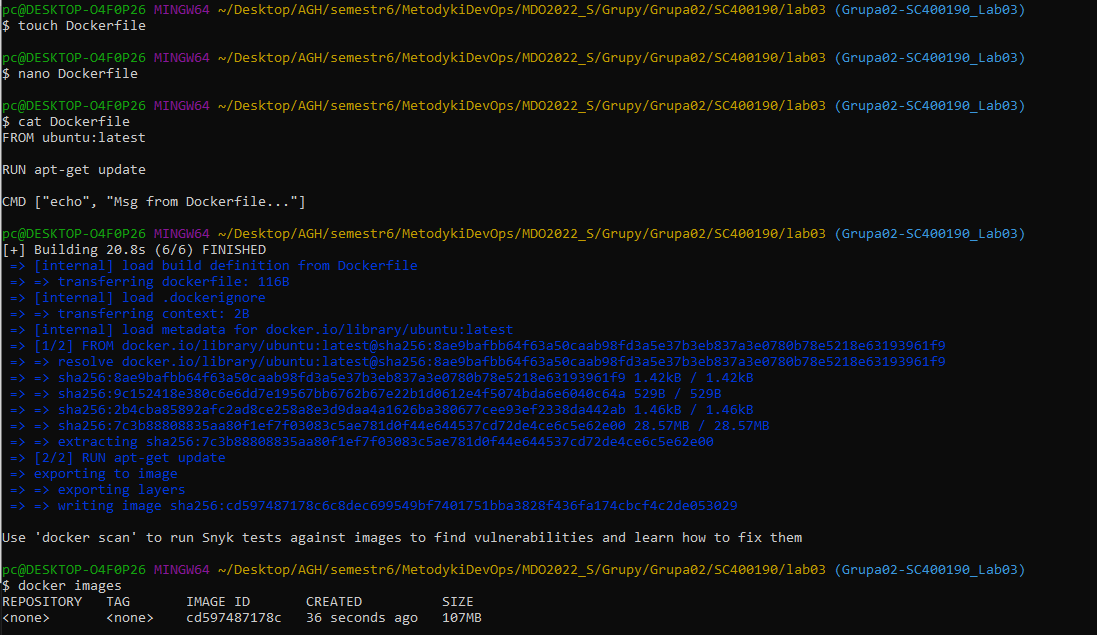 pc@DESKTOP-O4F0P26 MINGW64 ~/Desktop/AGH/semestr6/MetodykiDevOps/MDO2022_S/Grupy/Grupa02/SC400190/lab03 (Grupa02-SC400190_Lab03)
$ touch Dockerfile
pc@DESKTOP-O4F0P26 MINGW64 ~/Desktop/AGH/semestr6/MetodykiDevOps/MDO2022_S/Grupy/Grupa02/SC400190/lab03 (Grupa02-SC400190_Lab03)
$ nano Dockerfile
pc@DESKTOP-O4F0P26 MINGW64 ~/Desktop/AGH/semestr6/MetodykiDevOps/MDO2022_S/Grupy/Grupa02/SC400190/lab03 (Grupa02-SC400190_Lab03)
$ cat Dockerfile
FROM ubuntu:latest
RUN apt-get update
CMD ["echo", "Msg from Dockerfile..."]
pc@DESKTOP-O4F0P26 MINGW64 ~/Desktop/AGH/semestr6/MetodykiDevOps/MDO2022_S/Grupy/Grupa02/SC400190/lab03 (Grupa02-SC400190_Lab03)
[+] Building 20.8s (6/6) FINISHED
=> [internal] load build definition from Dockerfile
=> => transferring dockerfile: 116B
=> [internal] load .dockerignore
=> => transferring context: 2B
=> [internal] load metadata for docker.io/library/ubuntu:latest
=> [1/2] FROM docker.io/library/ubuntu:latest@sha256:8ae9bafbb64f63a50caab98fd3a5e37b3eb837a3e0780b78e5218e63193961f9
=> => resolve docker.io/library/ubuntu:latest@sha256:8ae9bafbb64f63a50caab98fd3a5e37b3eb837a3e0780b78e5218e63193961f9
=> => sha256:8ae9bafbb64f63a50caab98fd3a5e37b3eb837a3e0780b78e5218e63193961f9 1.42kB / 1.42kB
=> => sha256:9c152418e380c6e6dd7e19567bb6762b67e22b1d0612e4f5074bda6e6040c64a 529B / 529B
=> => sha256:2b4cba85892afc2ad8ce258a8e3d9daa4a1626ba380677cee93ef2338da442ab 1.46kB / 1.46kB
=> => sha256:7c3b88808835aa80f1ef7f03083c5ae781d0f44e644537cd72de4ce6c5e62e00 28.57MB / 28.57MB
=> => extracting sha256:7c3b88808835aa80f1ef7f03083c5ae781d0f44e644537cd72de4ce6c5e62e00
=> [2/2] RUN apt-get update
=> exporting to image
=> => exporting layers
=> => writing image sha256:cd597487178c6c8dec699549bf7401751bba3828f436fa174cbcf4c2de053029
Use 'docker scan' to run Snyk tests against images to find vulnerabilities and learn how to fix them
pc@DESKTOP-O4F0P26 MINGW64 ~/Desktop/AGH/semestr6/MetodykiDevOps/MDO2022_S/Grupy/Grupa02/SC400190/lab03 (Grupa02-SC400190_Lab03)
$ docker images
REPOSITORY TAG IMAGE ID CREATED SIZE
<none> <none> cd597487178c 36 seconds ago 107MB